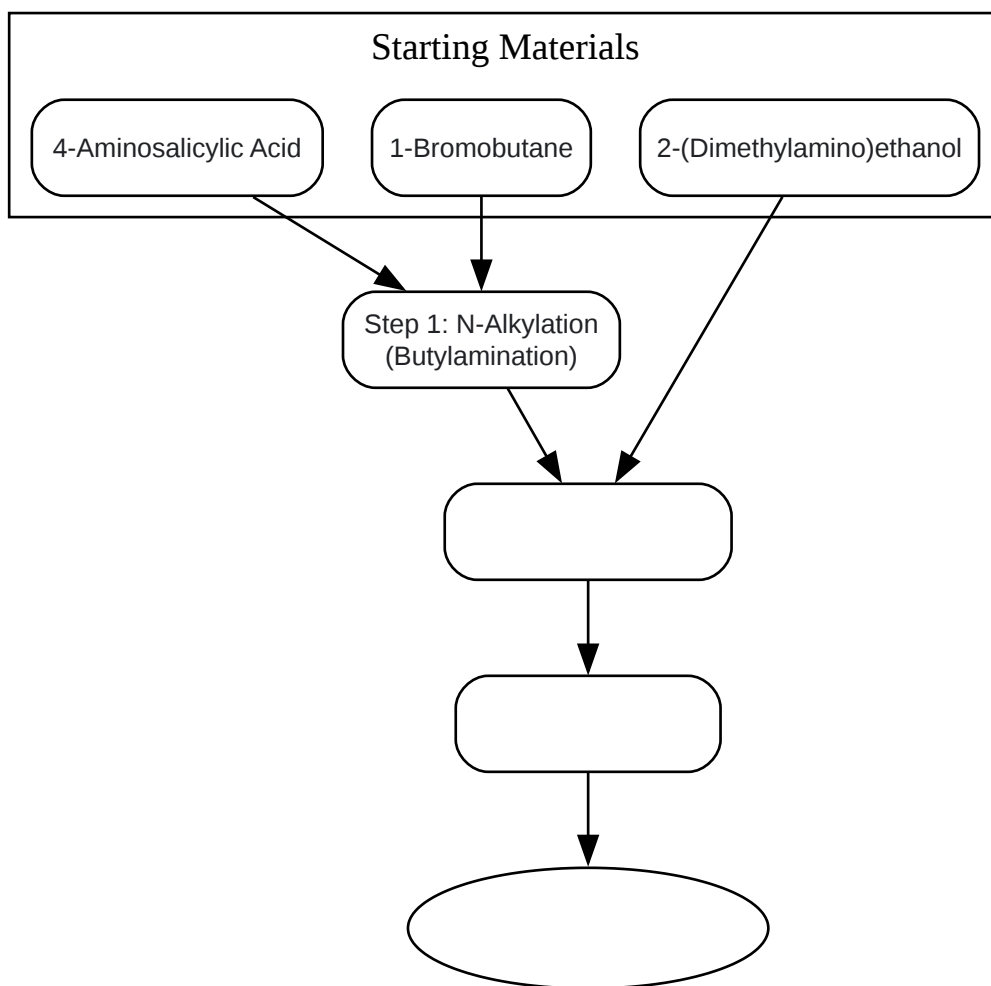 Starting Materials
4-Aminosalicylic Acid
1-Bromobutane
2-(Dimethylamino)ethanol
Step 1: N-Alkylation
(Butylamination)